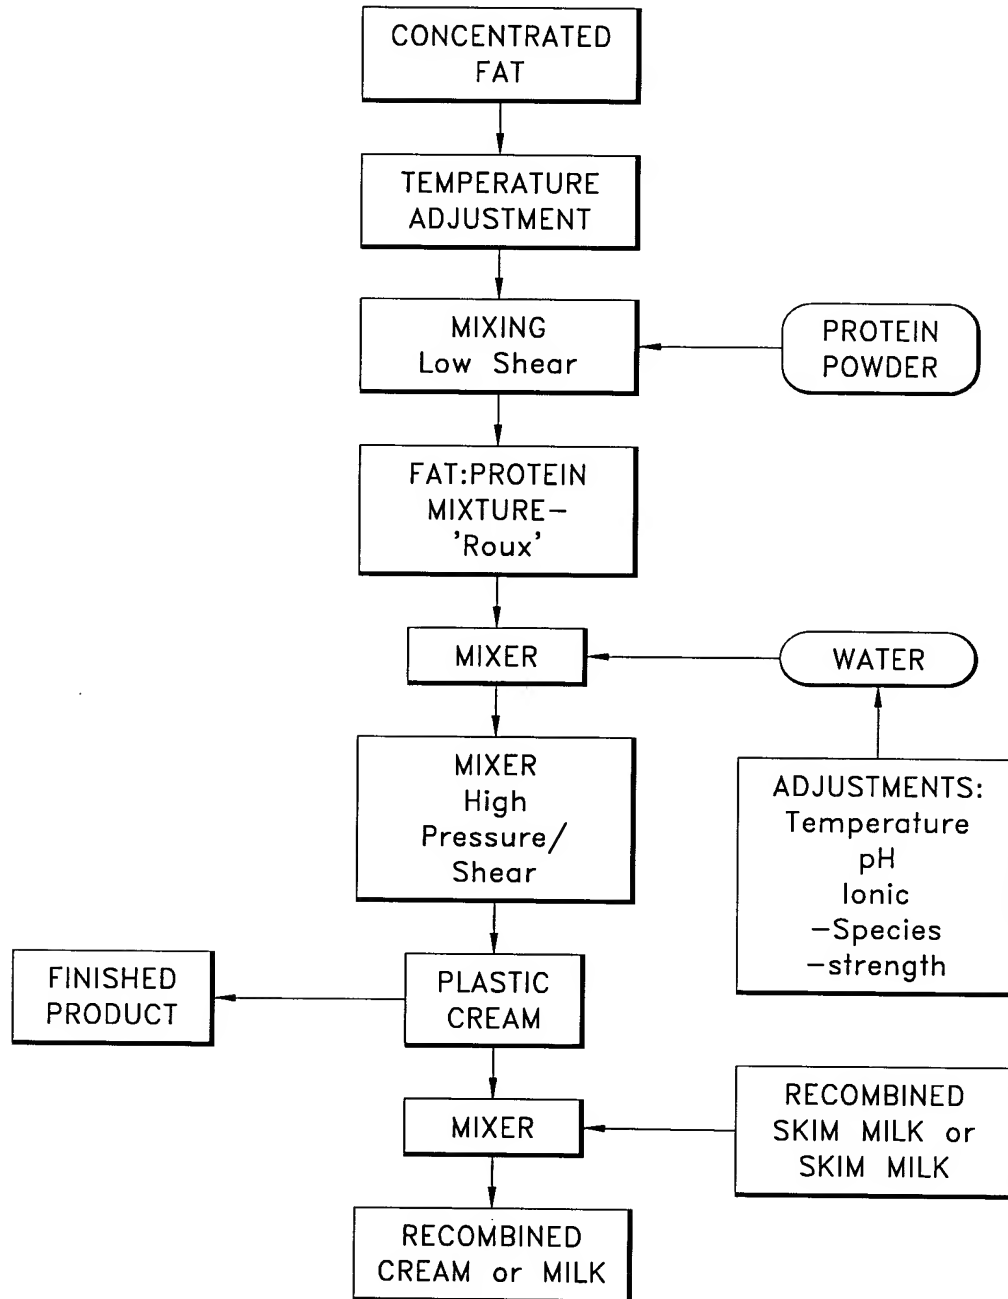 CONCENTRATED
FAT
TEMPERATURE
ADJUSTMENT
MIXING
Low Shear
PROTEIN
POWDER
FAT:PROTEIN
MIXTURE-
'Roux'
MIXER
WATER
MIXER
High
Pressure/
Shear
ADJUSTMENTS:
Temperature
pH
Ionic
-Species
-strength
FINISHED
PRODUCT
PLASTIC
CREAM
MIXER
RECOMBINED
SKIM MILK or
SKIM MILK
RECOMBINED
CREAM or MILK